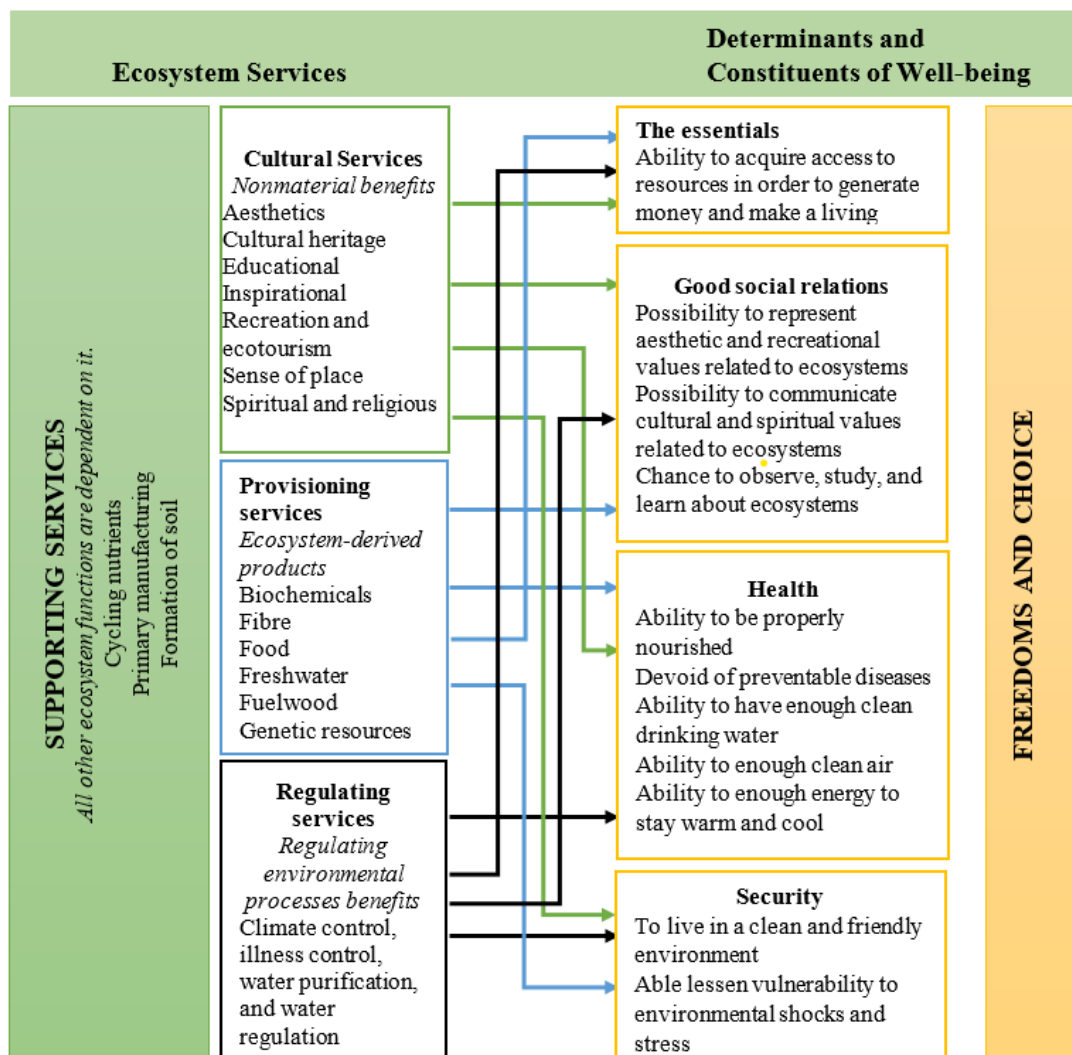 Ecosystem Services
Determinants and
Constituents of Well-being
SUPPORTING SERVICES
All other ecosystem functions are dependent on it.
Cycling nutrients
Primary manufacturing
Formation of soil
Cultural Services
Nonmaterial benefits
Aesthetics
Cultural heritage
Educational
Inspirational
Recreation and
ecotourism
Sense of place
Spiritual and religious
Provisioning
services
Ecosystem-derived
products
Biochemicals
Fibre
Food
Freshwater
Fuelwood
Genetic resources
Regulating
services
Regulating
environmental
processes benefits
Climate control,
illness control,
water purification,
and water
regulation
The essentials
Ability to acquire access to
resources in order to generate
money and make a living
Good social relations
Possibility to represent
aesthetic and recreational
values related to ecosystems
Possibility to communicate
cultural and spiritual values
related to ecosystems
Chance to observe, study, and
learn about ecosystems
Health
Ability to be properly
nourished
Devoid of preventable diseases
Ability to have enough clean
drinking water
Ability to enough clean air
Ability to enough energy to
stay warm and cool
Security
To live in a clean and friendly
environment
Able lessen vulnerability to
environmental shocks and
stress
FREEDOMS AND CHOICE